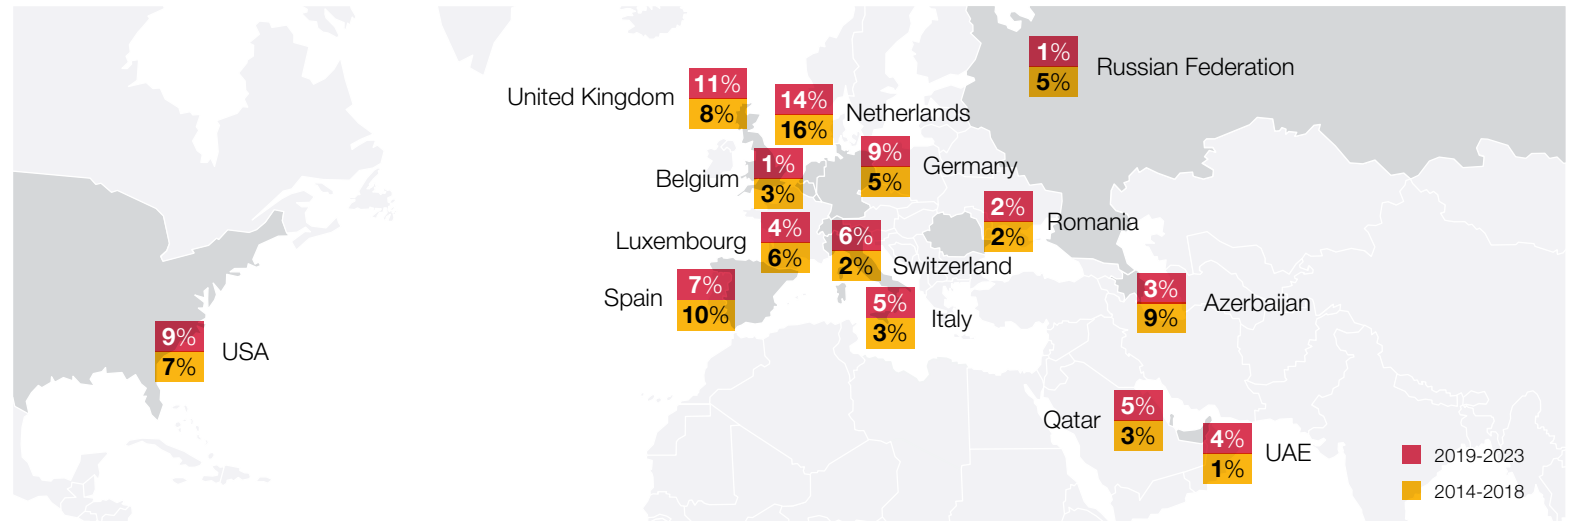 1%
5%
Russian Federation
United Kingdom
11%
8%
14%
16%
Netherlands
9%
5%
Germany
Belgium
1%
3%
2%
2%
Romania
Luxembourg
4%
6%
6%
2%
Switzerland
Spain
7%
10%
5%
3%
Italy
3%
9%
Azerbaijan
9%
7%
USA
Qatar
5%
3%
4%
1%
UAE
2019-2023
2014-2018